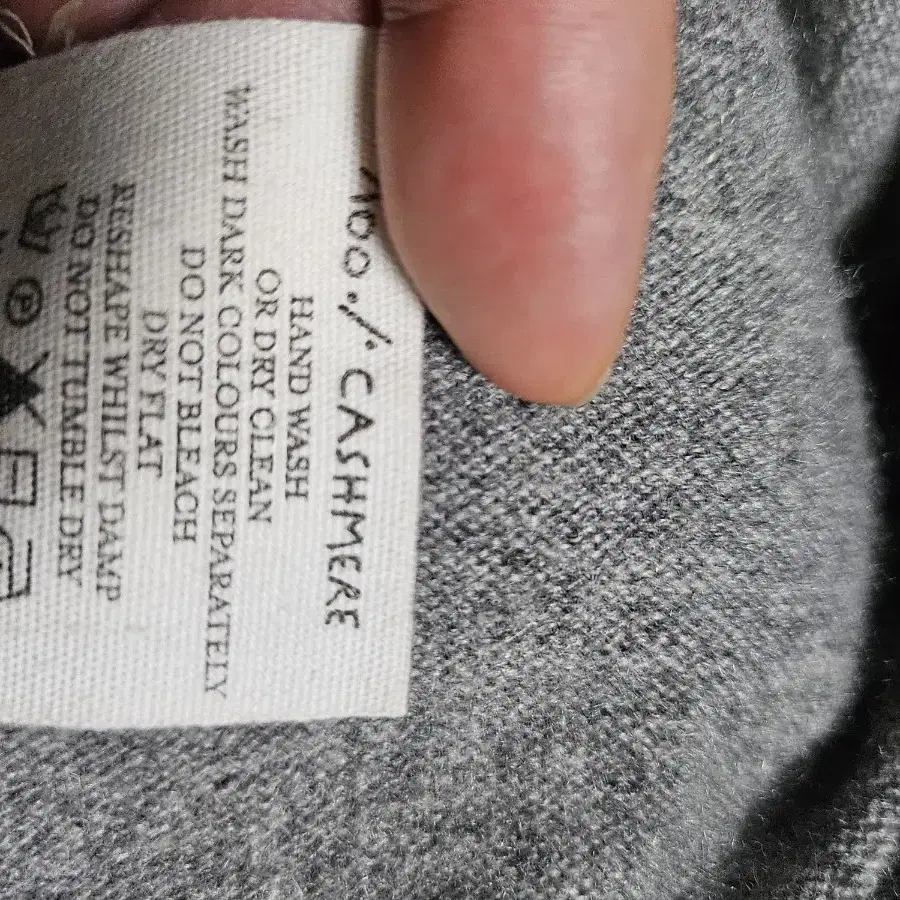 100% CASHMERE
HAND WASH
OR DRY CLEAN
WASH DARK COLOURS SEPARATELY
DO NOT BLEACH
DRY FLAT
RESHAPE WHILST DAMP
DO NOT TUMBLE DRY
P